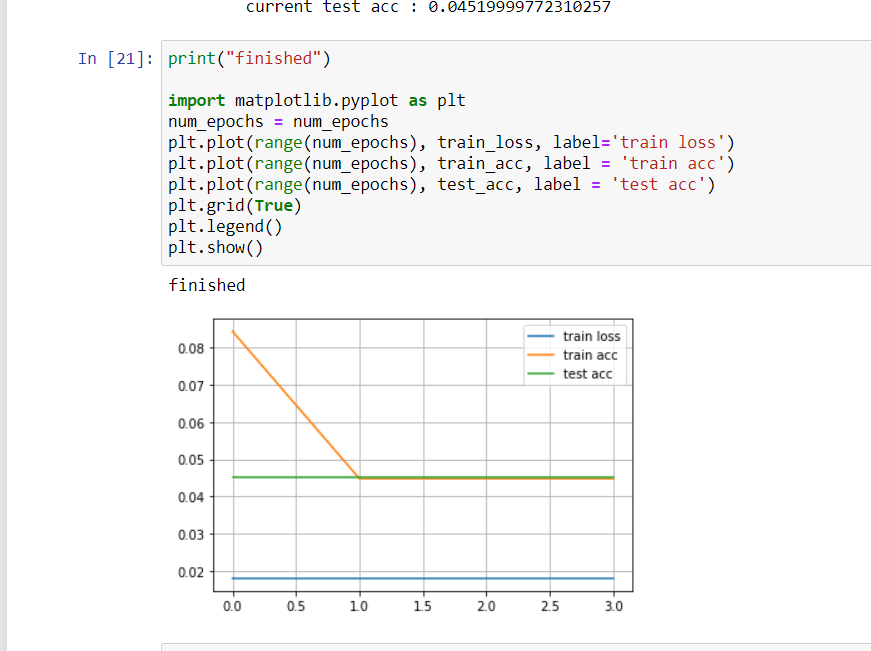 current test acc : 0.04519999772310257
In [21]: print("finished")
import matplotlib.pyplot as plt
num_epochs = num_epochs
plt.plot(range(num_epochs), train_loss, label='train loss')
plt.plot(range(num_epochs), train_acc, label = 'train acc')
plt.plot(range(num_epochs), test_acc, label = 'test acc')
plt.grid(True)
plt.legend()
plt.show()
finished
train loss
train acc
test acc
0.08
0.07
0.06
0.05
0.04
0.03
0.02
0.0 0.5 1.0 1.5 2.0 2.5 3.0